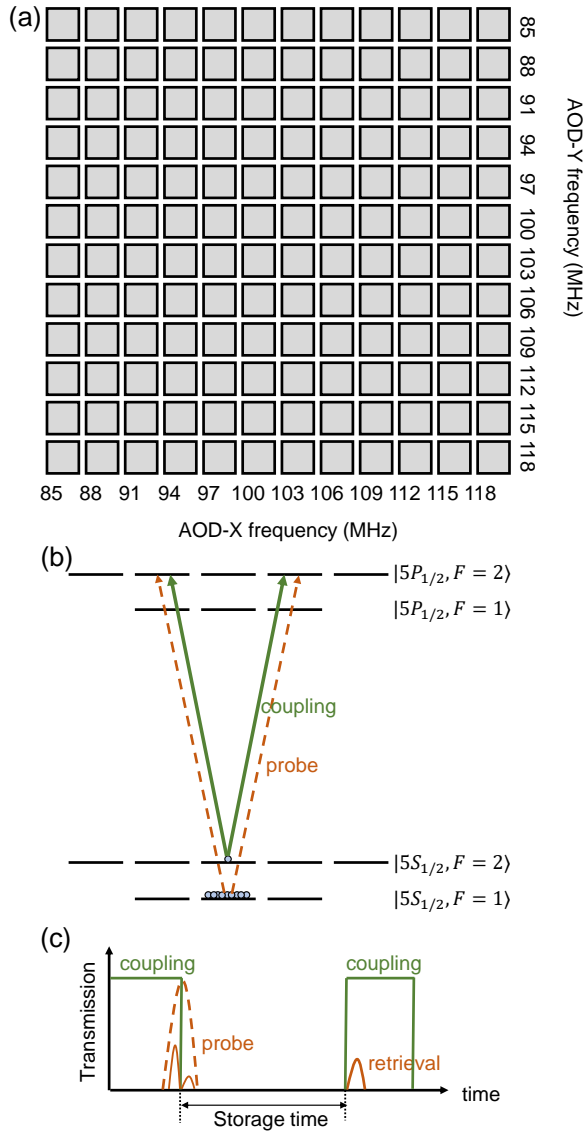 (a)
85
88
91
94
97
100
103
106
109
112
115
118
AOD-Y frequency (MHz)
85 88 91 94 97 100 103 106 109 112 115 118
AOD-X frequency (MHz)
(b)
|5P₁/₂, F = 2⟩
|5P₁/₂, F = 1⟩
coupling
probe
|5S₁/₂, F = 2⟩
|5S₁/₂, F = 1⟩
(c)
coupling
coupling
Transmission
probe
retrieval
time
Storage time